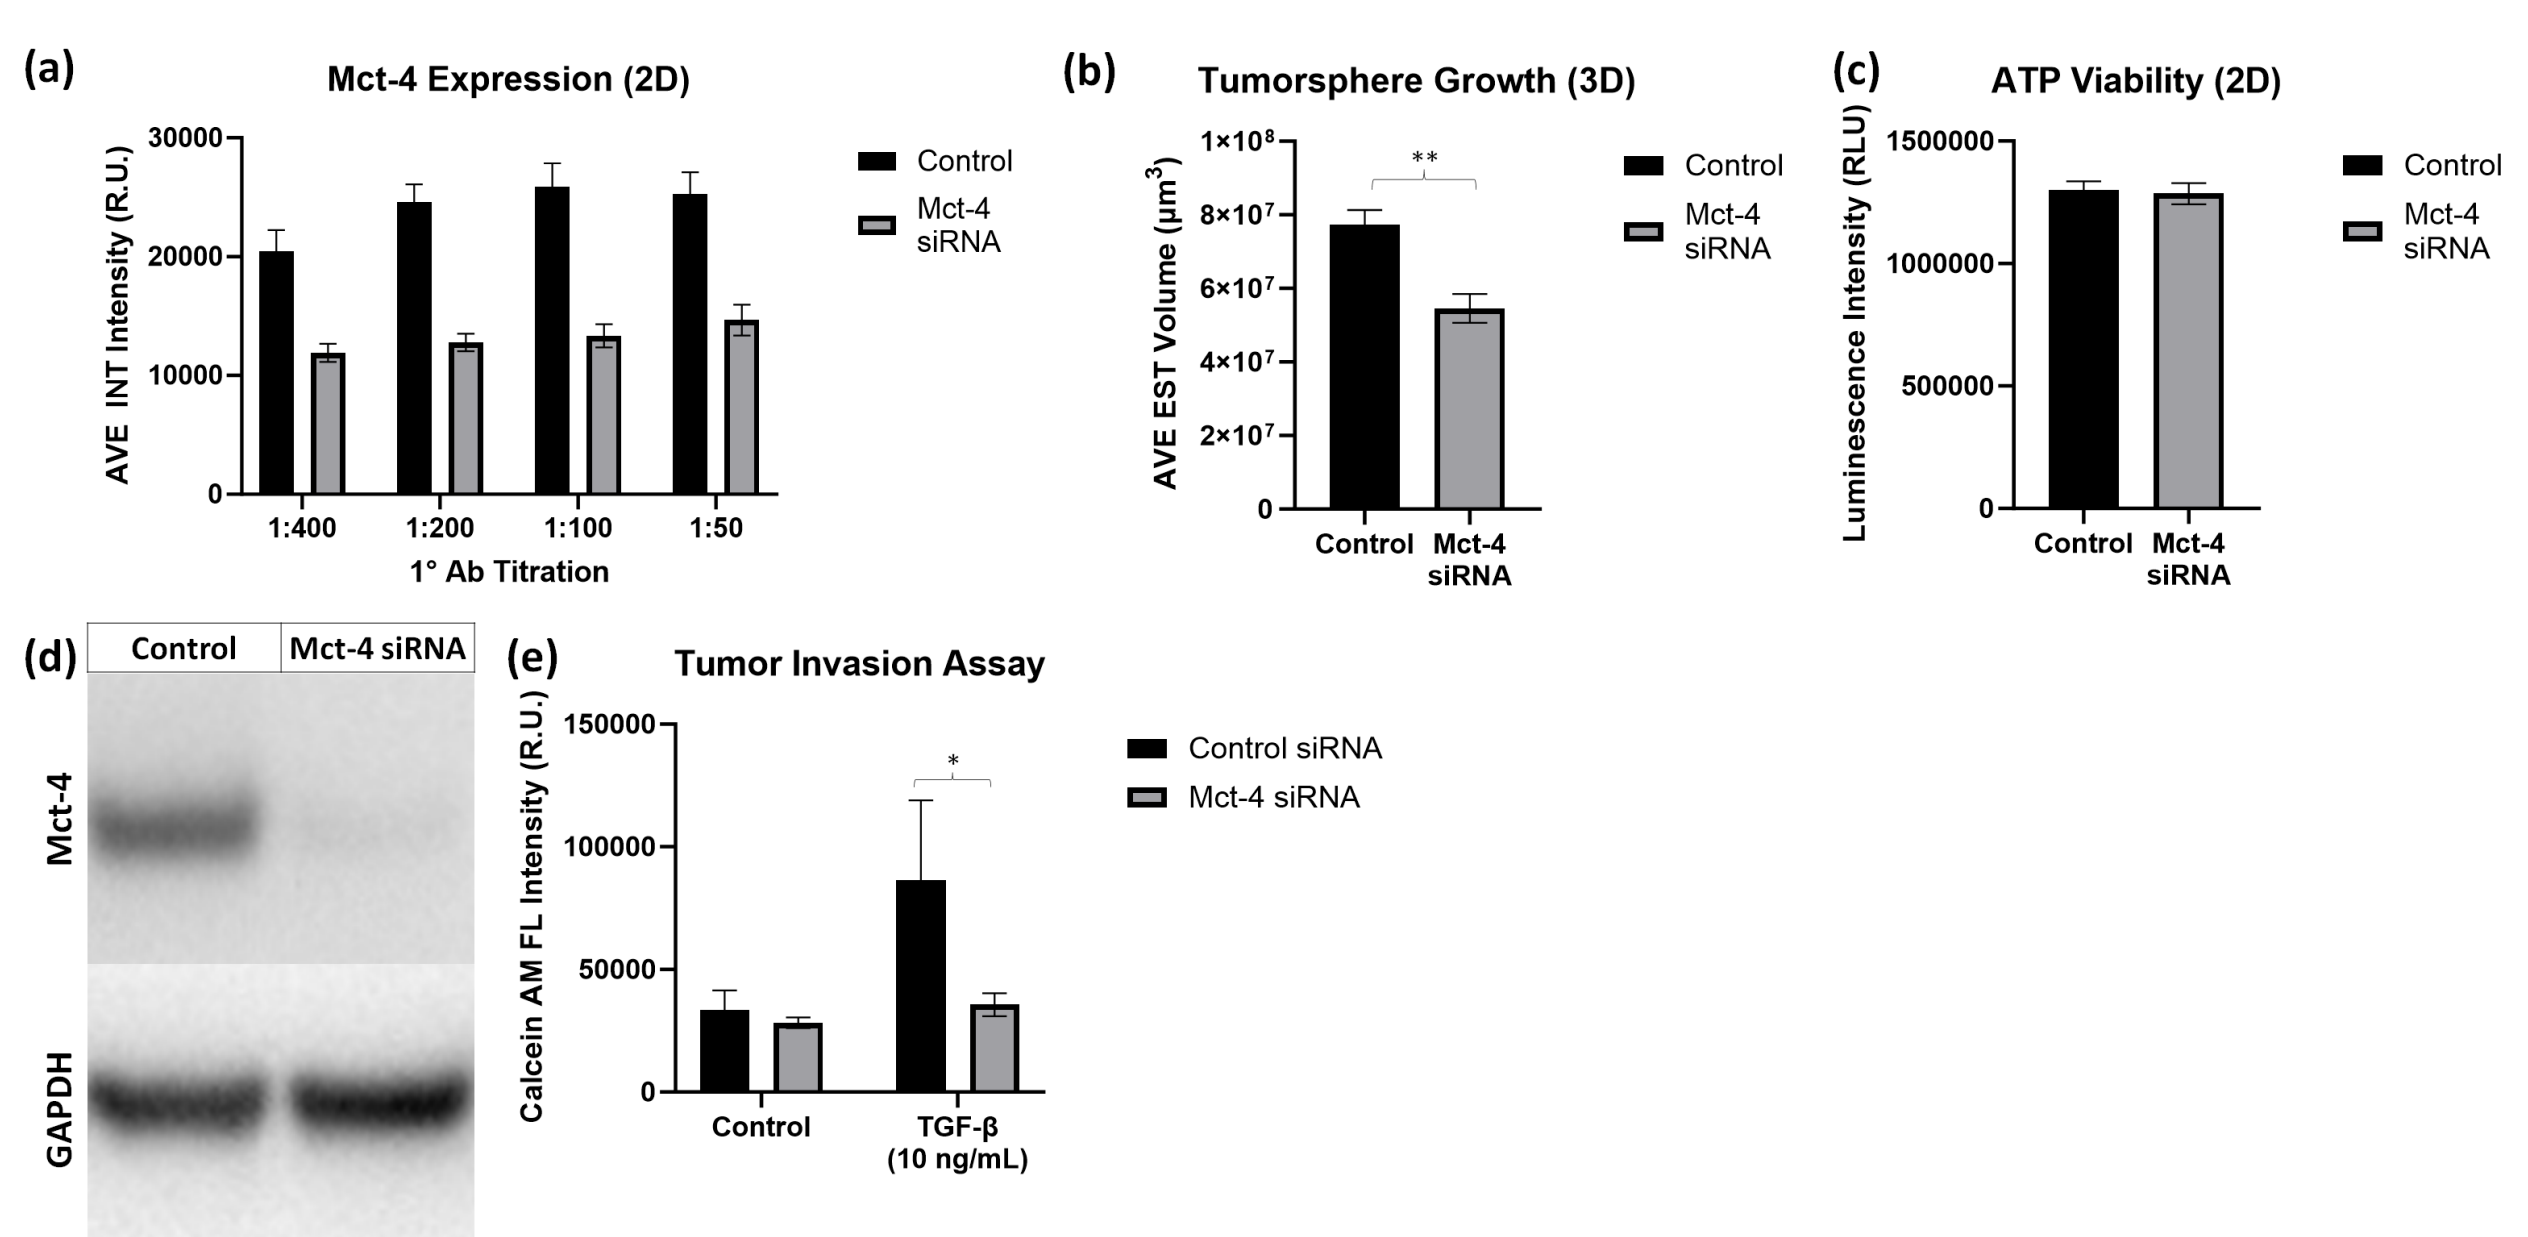 (a)
Mct-4 Expression (2D)
AVE INT Intensity (R.U.)
30000
20000
10000
0
1:400 1:200 1:100 1:50
1° Ab Titration
Control
Mct-4
siRNA
(b)
Tumorsphere Growth (3D)
AVE EST Volume (µm³)
1×10⁸
8×10⁷
6×10⁷
4×10⁷
2×10⁷
0
**
Control Mct-4
siRNA
Control
Mct-4
siRNA
(c)
ATP Viability (2D)
Luminescence Intensity (RLU)
1500000
1000000
500000
0
Control Mct-4
siRNA
Control
Mct-4
siRNA
(d)
Control Mct-4 siRNA
Mct-4
GAPDH
(e)
Tumor Invasion Assay
Calcein AM FL Intensity (R.U.)
150000
100000
50000
0
*
Control TGF-β
(10 ng/mL)
Control siRNA
Mct-4 siRNA